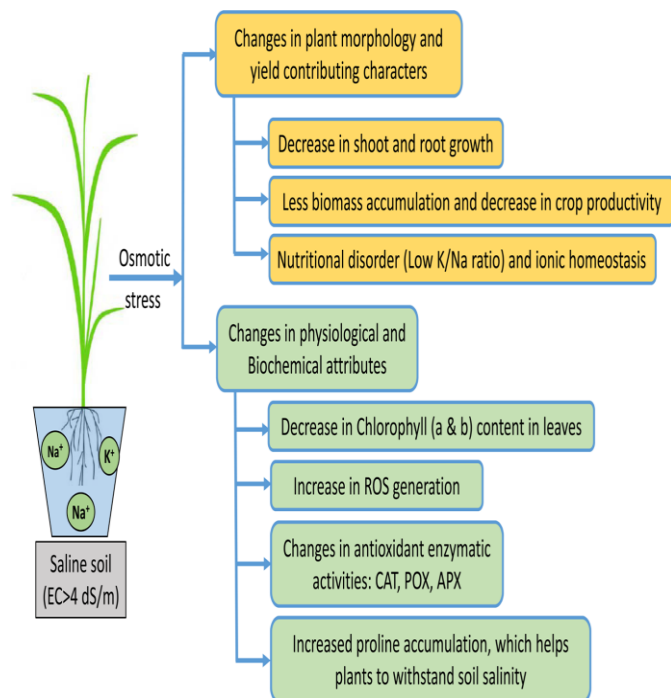 Changes in plant morphology and
yield contributing characters
Decrease in shoot and root growth
Less biomass accumulation and decrease in crop productivity
Nutritional disorder (Low K/Na ratio) and ionic homeostasis
Osmotic
stress
Changes in physiological and
Biochemical attributes
Decrease in Chlorophyll (a & b) content in leaves
Increase in ROS generation
Changes in antioxidant enzymatic
activities: CAT, POX, APX
Increased proline accumulation, which helps
plants to withstand soil salinity
Na⁺
K⁺
Na⁺
Saline soil
(EC>4 dS/m)